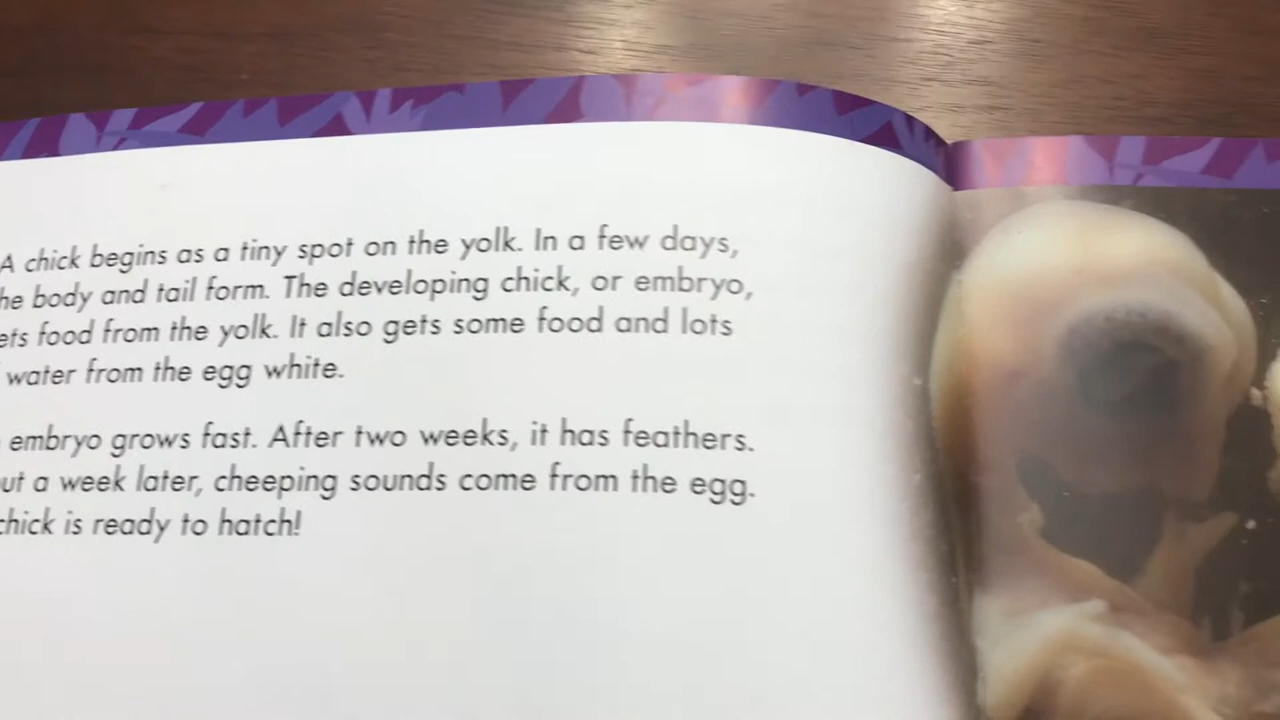 A chick begins as a tiny spot on the yolk. In a few days,
he body and tail form. The developing chick, or embryo,
ets food from the yolk. It also gets some food and lots
water from the egg white.
embryo grows fast. After two weeks, it has feathers.
ut a week later, cheeping sounds come from the egg.
chick is ready to hatch!